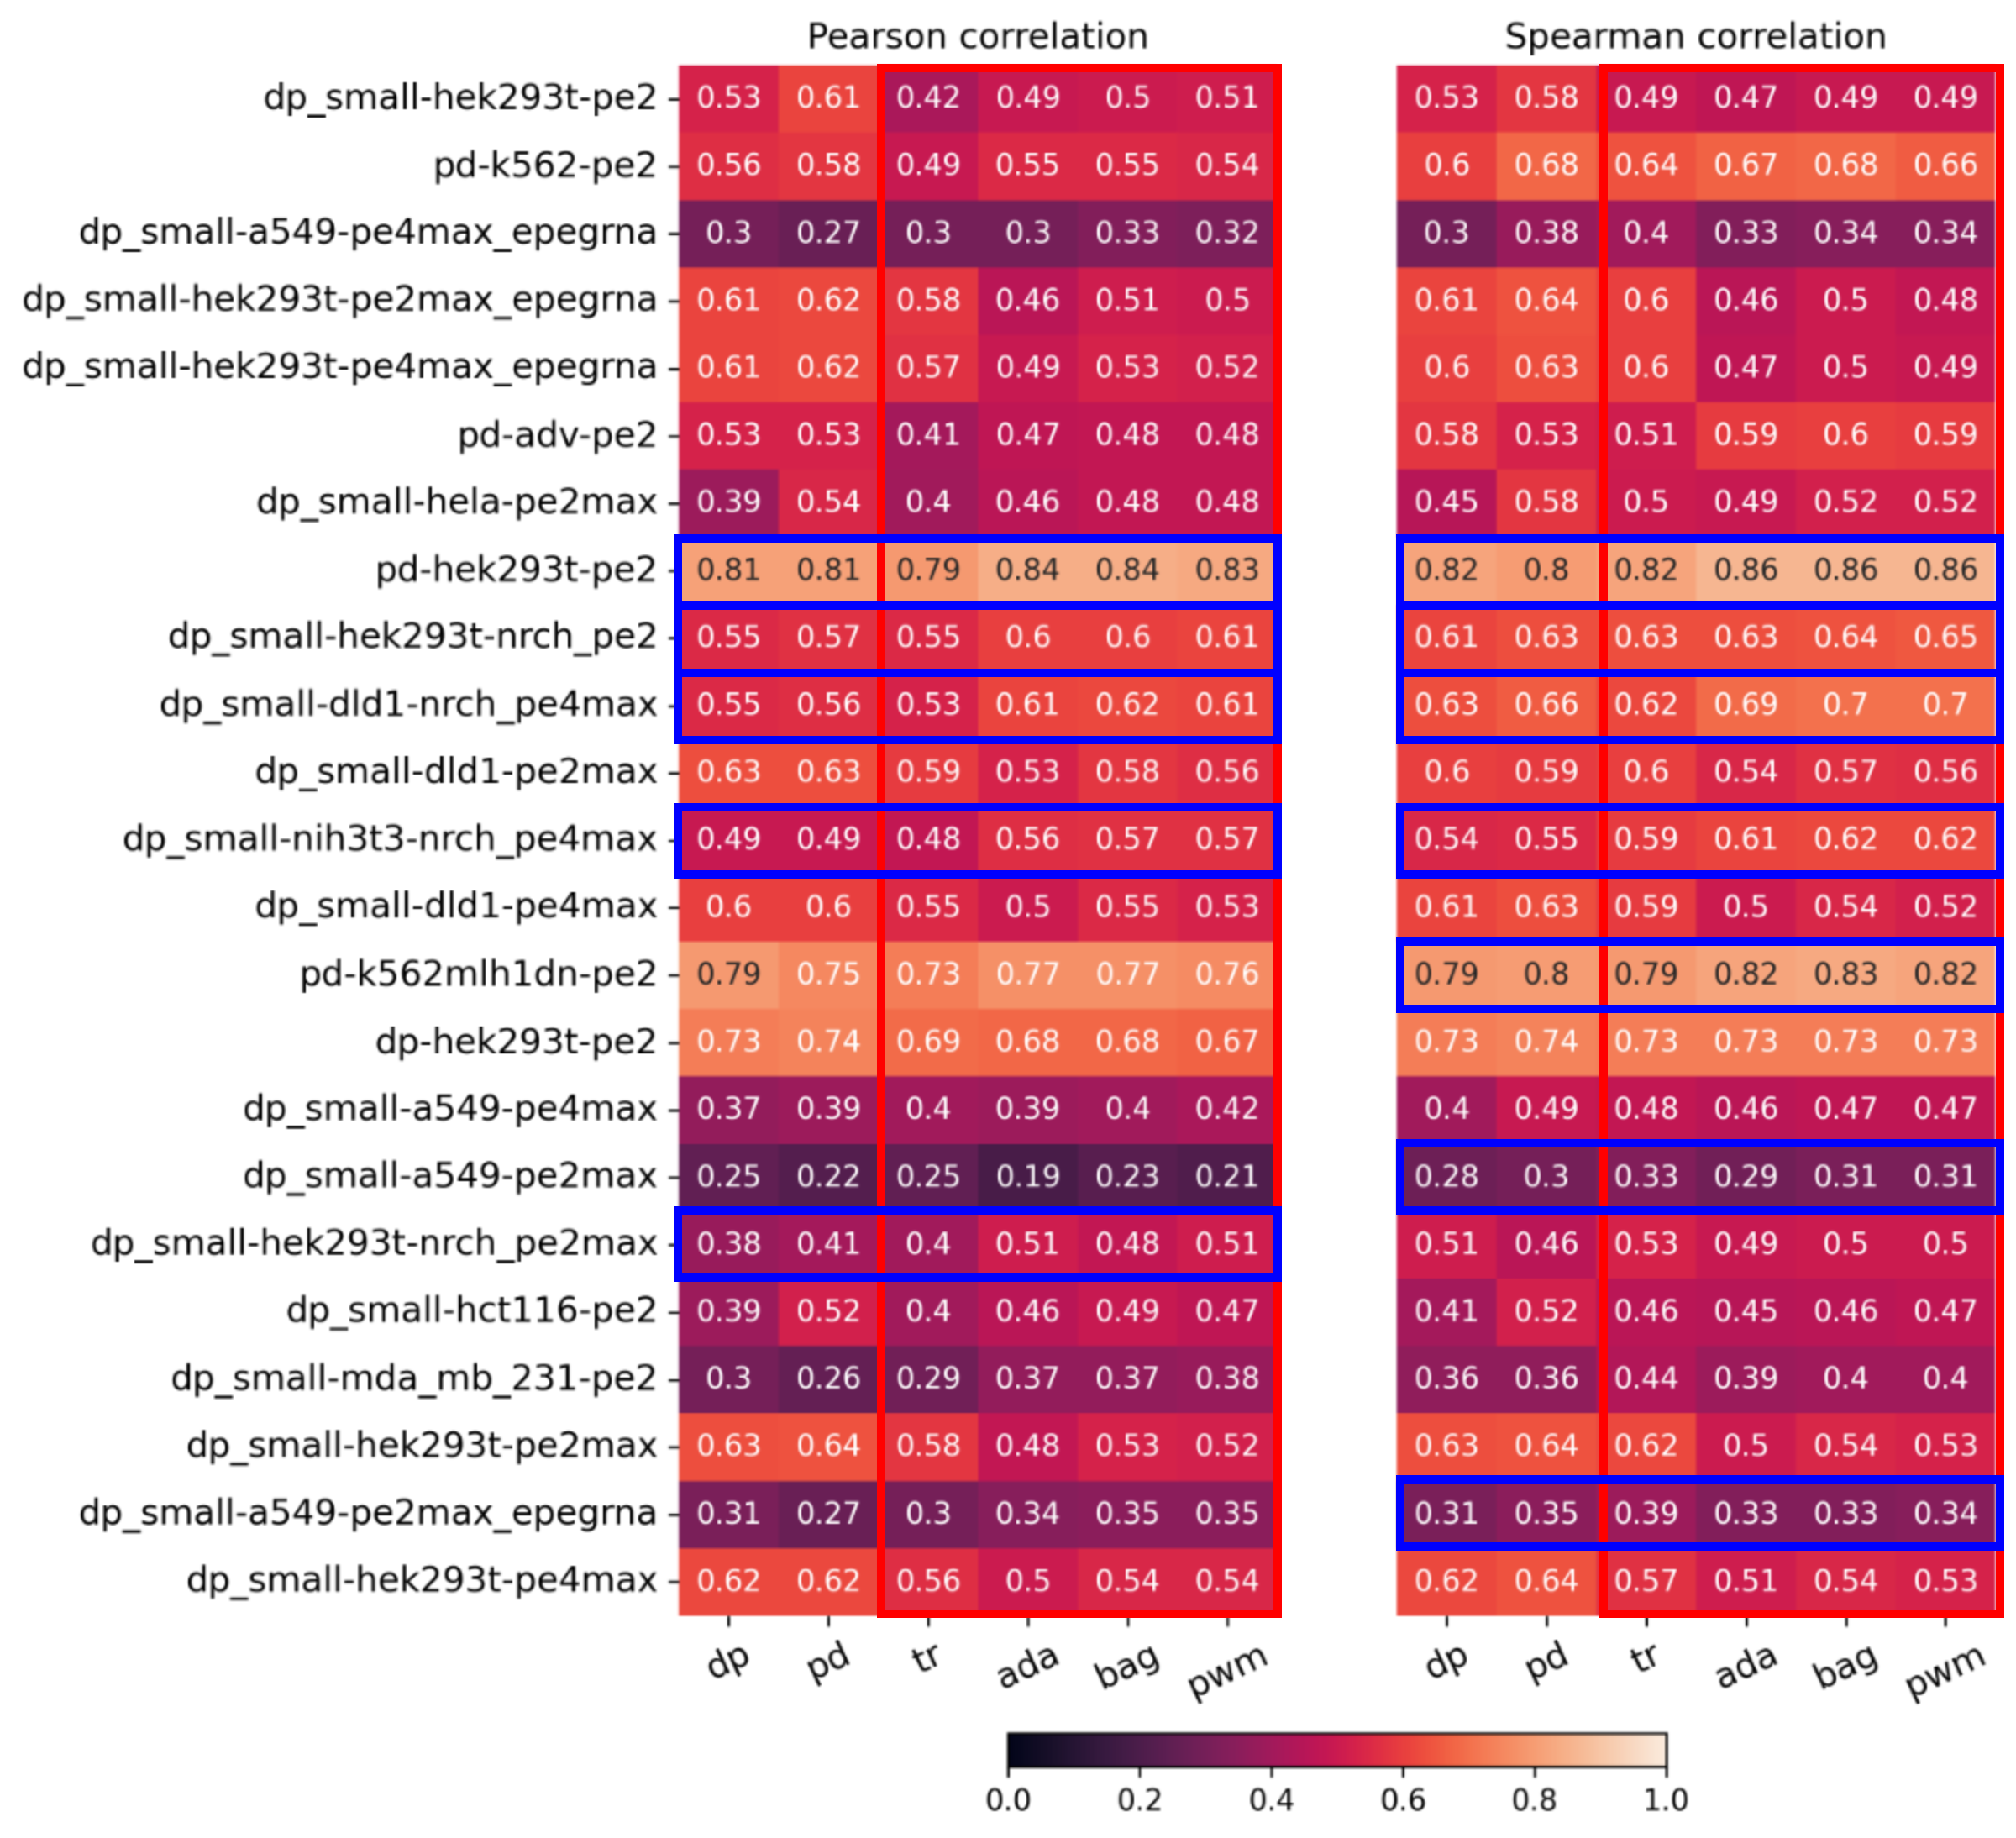 Pearson correlation Spearman correlation
dp_small-hek293t-pe2 0.53 0.61 0.42 0.49 0.5 0.51 0.53 0.58 0.49 0.47 0.49 0.49
pd-k562-pe2 0.56 0.58 0.49 0.55 0.55 0.54 0.6 0.68 0.64 0.67 0.68 0.66
dp_small-a549-pe4max_epegrna 0.3 0.27 0.3 0.3 0.33 0.32 0.3 0.38 0.4 0.33 0.34 0.34
dp_small-hek293t-pe2max_epegrna 0.61 0.62 0.58 0.46 0.51 0.5 0.61 0.64 0.6 0.46 0.5 0.48
dp_small-hek293t-pe4max_epegrna 0.61 0.62 0.57 0.49 0.53 0.52 0.6 0.63 0.6 0.47 0.5 0.49
pd-adv-pe2 0.53 0.53 0.41 0.47 0.48 0.48 0.58 0.53 0.51 0.59 0.6 0.59
dp_small-hela-pe2max 0.39 0.54 0.4 0.46 0.48 0.48 0.45 0.58 0.5 0.49 0.52 0.52
pd-hek293t-pe2 0.81 0.81 0.79 0.84 0.84 0.83 0.82 0.8 0.82 0.86 0.86 0.86
dp_small-hek293t-nrch_pe2 0.55 0.57 0.55 0.6 0.6 0.61 0.61 0.63 0.63 0.63 0.64 0.65
dp_small-dld1-nrch_pe4max 0.55 0.56 0.53 0.61 0.62 0.61 0.63 0.66 0.62 0.69 0.7 0.7
dp_small-dld1-pe2max 0.63 0.63 0.59 0.53 0.58 0.56 0.6 0.59 0.6 0.54 0.57 0.56
dp_small-nih3t3-nrch_pe4max 0.49 0.49 0.48 0.56 0.57 0.57 0.54 0.55 0.59 0.61 0.62 0.62
dp_small-dld1-pe4max 0.6 0.6 0.55 0.5 0.55 0.53 0.61 0.63 0.59 0.5 0.54 0.52
pd-k562mlh1dn-pe2 0.79 0.75 0.73 0.77 0.77 0.76 0.79 0.8 0.79 0.82 0.83 0.82
dp-hek293t-pe2 0.73 0.74 0.69 0.68 0.68 0.67 0.73 0.74 0.73 0.73 0.73 0.73
dp_small-a549-pe4max 0.37 0.39 0.4 0.39 0.4 0.42 0.4 0.49 0.48 0.46 0.47 0.47
dp_small-a549-pe2max 0.25 0.22 0.25 0.19 0.23 0.21 0.28 0.3 0.33 0.29 0.31 0.31
dp_small-hek293t-nrch_pe2max 0.38 0.41 0.4 0.51 0.48 0.51 0.51 0.46 0.53 0.49 0.5 0.5
dp_small-hct116-pe2 0.39 0.52 0.4 0.46 0.49 0.47 0.41 0.52 0.46 0.45 0.46 0.47
dp_small-mda_mb_231-pe2 0.3 0.26 0.29 0.37 0.37 0.38 0.36 0.36 0.44 0.39 0.4 0.4
dp_small-hek293t-pe2max 0.63 0.64 0.58 0.48 0.53 0.52 0.63 0.64 0.62 0.5 0.54 0.53
dp_small-a549-pe2max_epegrna 0.31 0.27 0.3 0.34 0.35 0.35 0.31 0.35 0.39 0.33 0.33 0.34
dp_small-hek293t-pe4max 0.62 0.62 0.56 0.5 0.54 0.54 0.62 0.64 0.57 0.51 0.54 0.53
dp pd tr ada bag pwm dp pd tr ada bag pwm
0.0 0.2 0.4 0.6 0.8 1.0